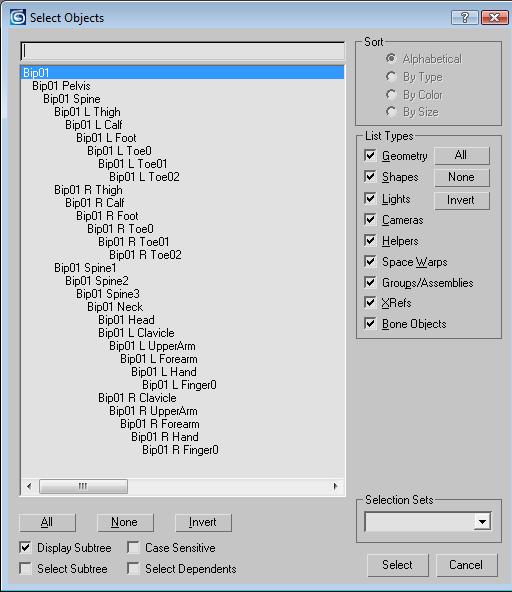 Select Objects
Bip01
Bip01 Pelvis
Bip01 Spine
Bip01 L Thigh
Bip01 L Calf
Bip01 L Foot
Bip01 L Toe0
Bip01 L Toe01
Bip01 L Toe02
Bip01 R Thigh
Bip01 R Calf
Bip01 R Foot
Bip01 R Toe0
Bip01 R Toe01
Bip01 R Toe02
Bip01 Spine1
Bip01 Spine2
Bip01 Spine3
Bip01 Neck
Bip01 Head
Bip01 L Clavicle
Bip01 L UpperArm
Bip01 L Forearm
Bip01 L Hand
Bip01 L Finger0
Bip01 R Clavicle
Bip01 R UpperArm
Bip01 R Forearm
Bip01 R Hand
Bip01 R Finger0
All None Invert
Display Subtree Case Sensitive
Select Subtree Select Dependents
Sort
Alphabetical
By Type
By Color
By Size
List Types
Geometry All
Shapes None
Lights Invert
Cameras
Helpers
Space Warps
Groups/Assemblies
XRefs
Bone Objects
Selection Sets
Select Cancel